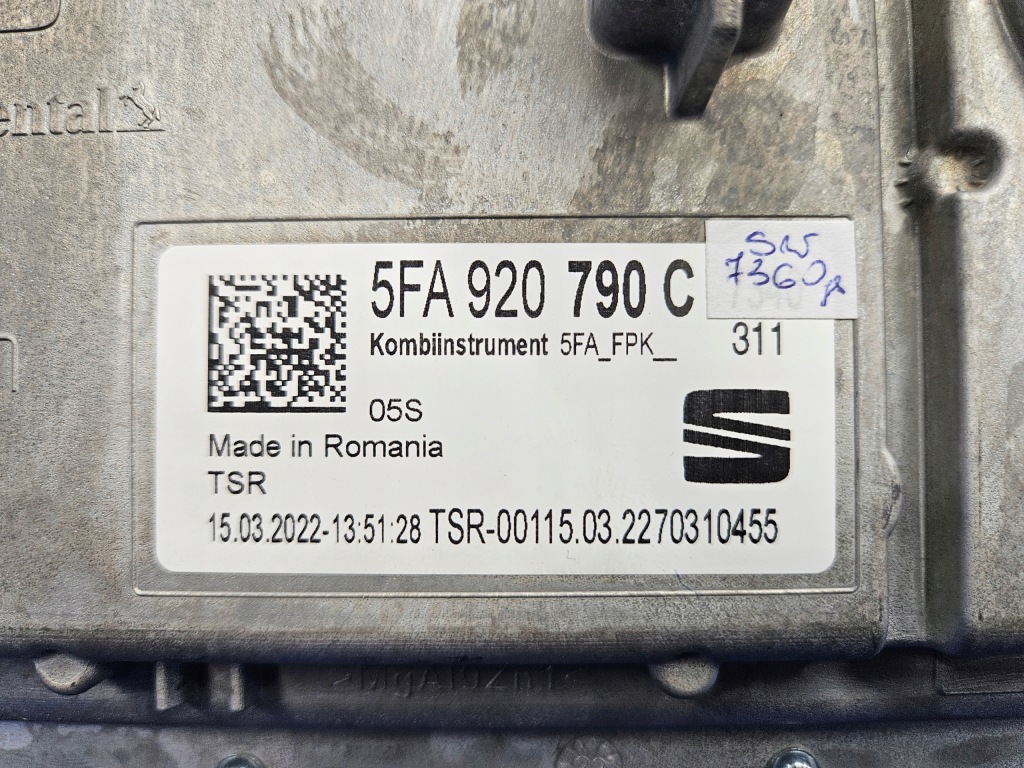 ental
5FA 920 790 C
SW
7360
Kombiinstrument 5FA_FPK__
311
05S
Made in Romania
TSR
15.03.2022-13:51:28 TSR-00115.03.2270310455